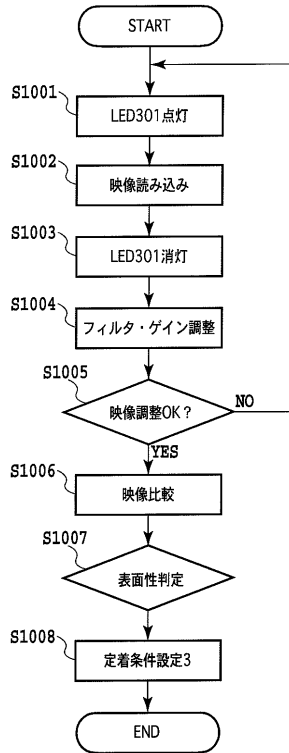 START
S1001
LED301点灯
S1002
映像読み込み
S1003
LED301消灯
S1004
フィルタ・ゲイン調整
S1005
映像調整OK?
NO
YES
S1006
映像比較
S1007
表面性判定
S1008
定着条件設定3
END